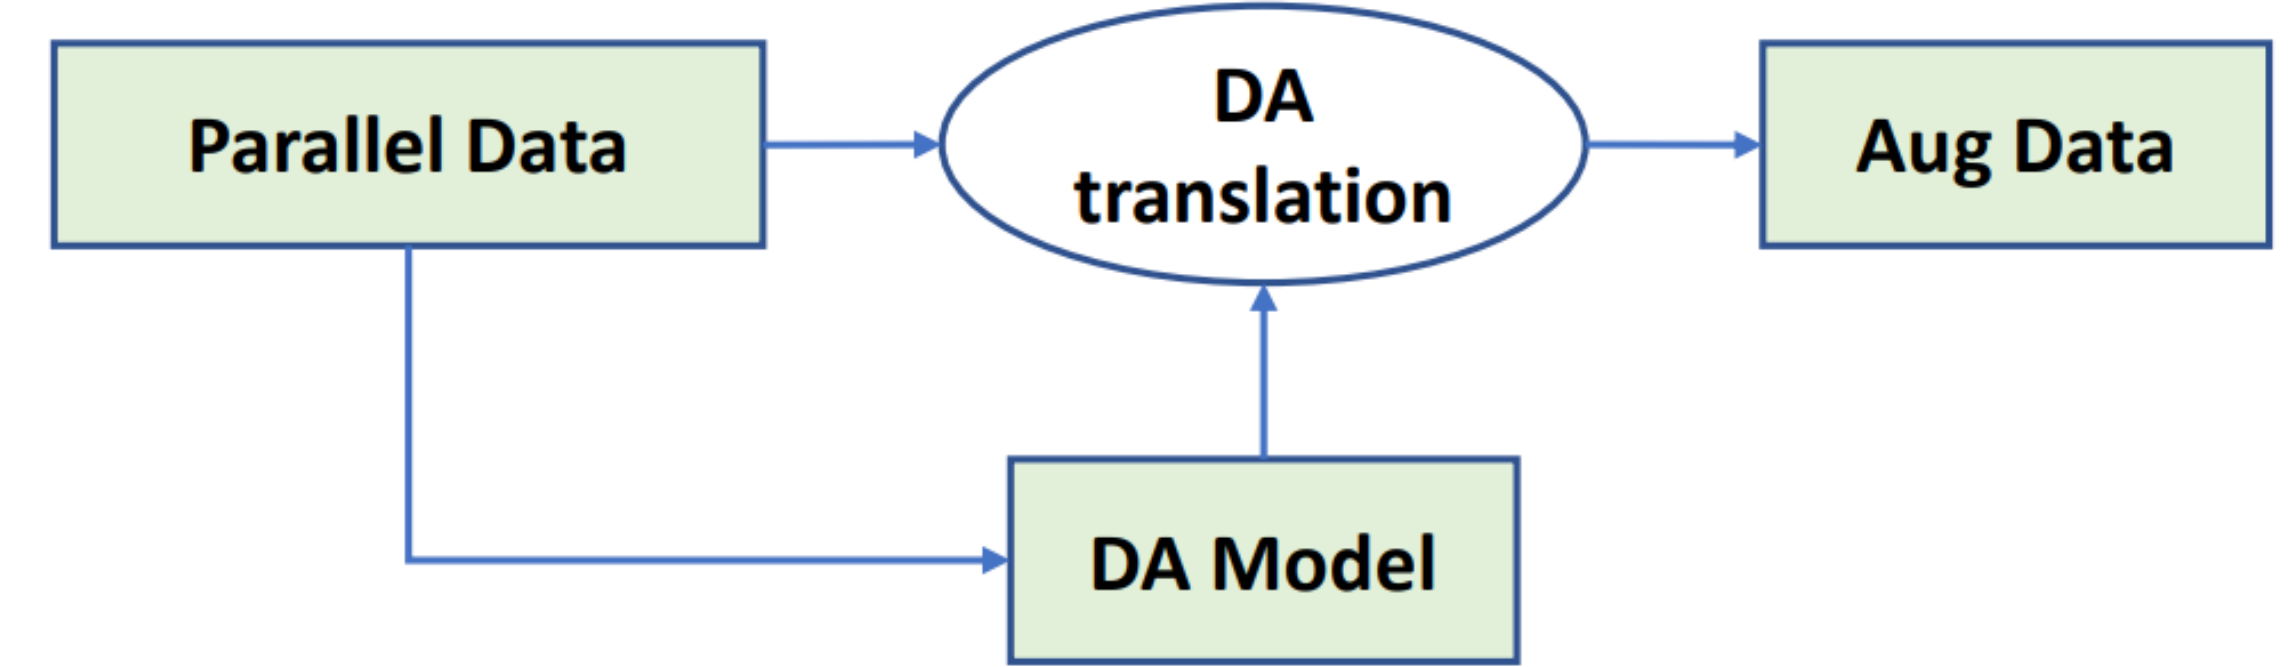 Parallel Data
DA
translation
Aug Data
DA Model